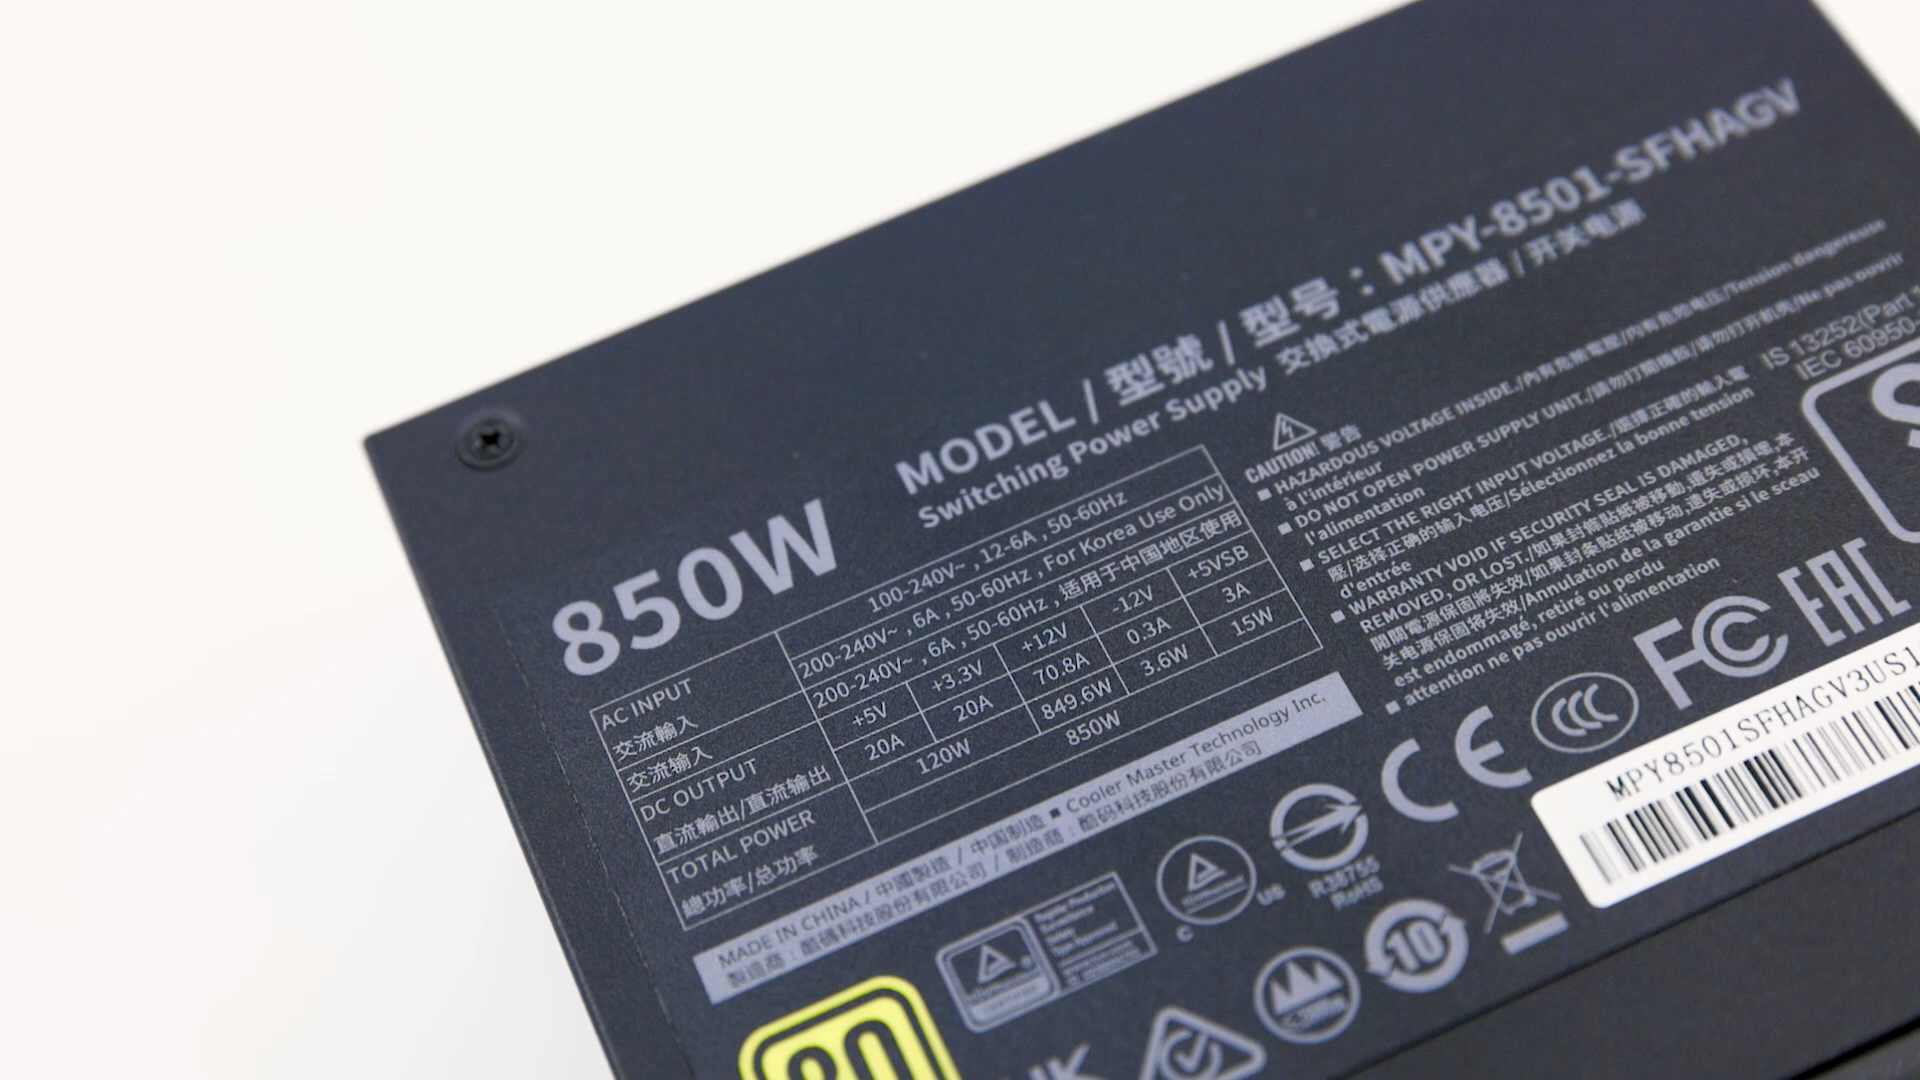 MODEL / 型號 / 型号：MPY-8501-SFHAGV
Switching Power Supply 交換式電源供應器 / 开关电源
850W
AC INPUT
交流輸入
交流输入
100-240V~ , 12-6A , 50-60Hz
200-240V~ , 6A , 50-60Hz , For Korea Use Only
200-240V~ , 6A , 50-60Hz , 适用于中国地区使用
DC OUTPUT
直流輸出/直流输出
+5V +3.3V +12V -12V +5VSB
20A 20A 70.8A 0.3A 3A
120W 849.6W 3.6W 15W
TOTAL POWER
總功率/总功率
850W
MADE IN CHINA / 中國製造 / 中国制造 ■ Cooler Master Technology Inc.
製造商：酷碼科技股份有限公司 / 制造商：酷码科技股份有限公司
CAUTION! 警告
■ HAZARDOUS VOLTAGE INSIDE./內有危險電壓/内有危险电压/Tension dangereuse
à l'intérieur
■ DO NOT OPEN POWER SUPPLY UNIT./請勿打開機殼/请勿打开机壳/Ne pas ouvrir
l'alimentation
■ SELECT THE RIGHT INPUT VOLTAGE./選擇正確的輸入電
壓/选择正确的输入电压/Sélectionnez la bonne tension
d'entrée
■ WARRANTY VOID IF SECURITY SEAL IS DAMAGED,
REMOVED, OR LOST./如果封條貼紙被移動,遺失或損壞,本
開關電源保固將失效/如果封条贴纸被移动,遗失或损坏,本开
关电源保固将失效/Annulation de la garantie si le sceau
est endommagé, retiré ou perdu
■ attention ne pas ouvrir l'alimentation
IS 13252(Part 1
IEC 60950-
S
FC
EAC
CE
CCC
MPY8501SFHAGV3US1
R38755
RoHS
C US
10
80